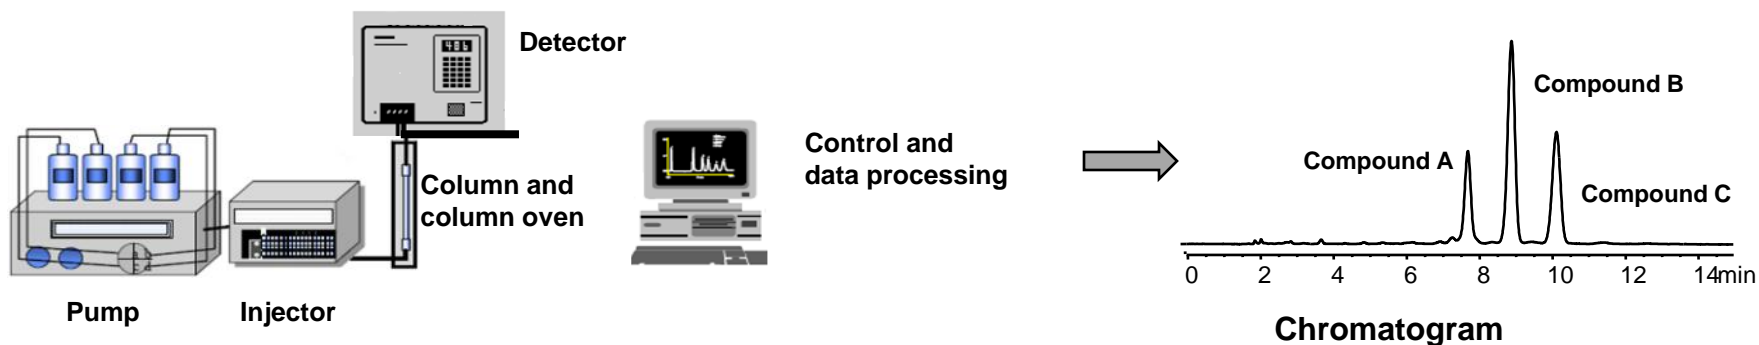 Detector
Column and
column oven
Pump
Injector
Control and
data processing
Compound A
Compound B
Compound C
0 2 4 6 8 10 12 14min
Chromatogram